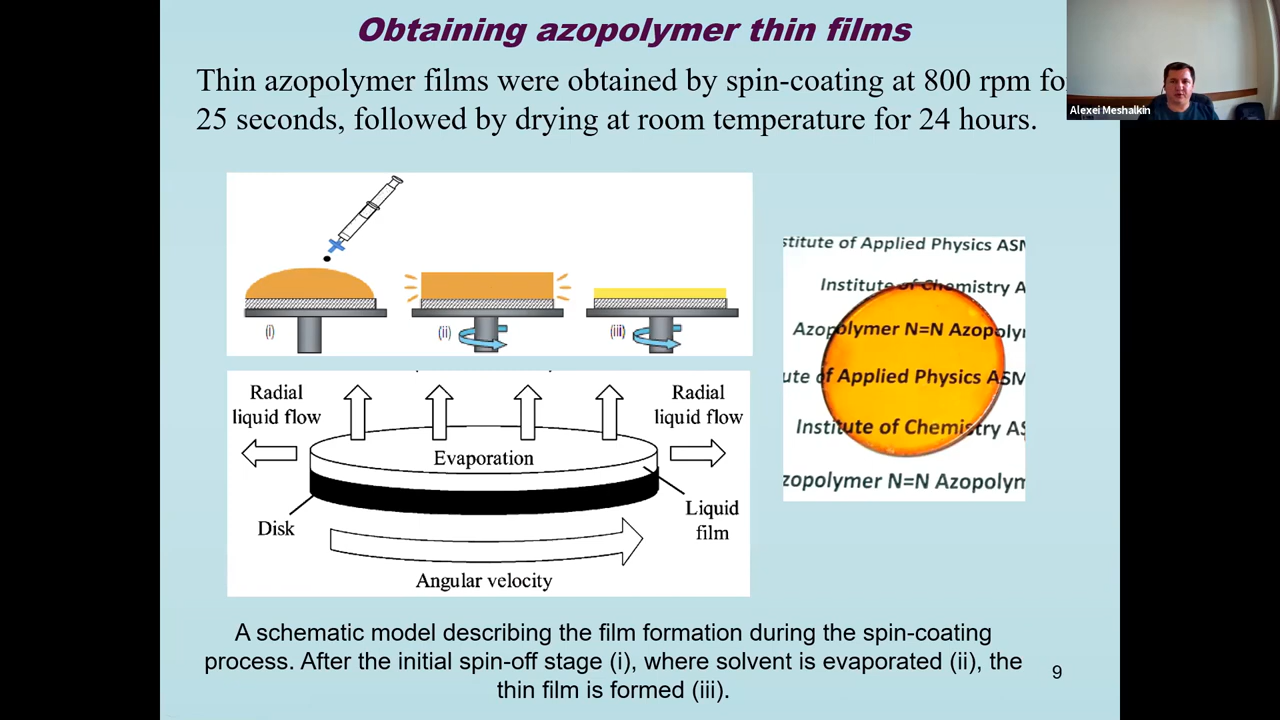 Obtaining azopolymer thin films
Thin azopolymer films were obtained by spin-coating at 800 rpm fo
25 seconds, followed by drying at room temperature for 24 hours.
Alexei Meshalkin
(i)
(ii)
(iii)
stitute of Applied Physics ASM
Institute of Chemistry A
Azopolymer N=N Azopoly
ute of Applied Physics ASM
Institute of Chemistry AS
zopolymer N=N Azopolym
Radial
liquid flow
Radial
liquid flow
Evaporation
Disk
Liquid
film
Angular velocity
A schematic model describing the film formation during the spin-coating
process. After the initial spin-off stage (i), where solvent is evaporated (ii), the
thin film is formed (iii).
9